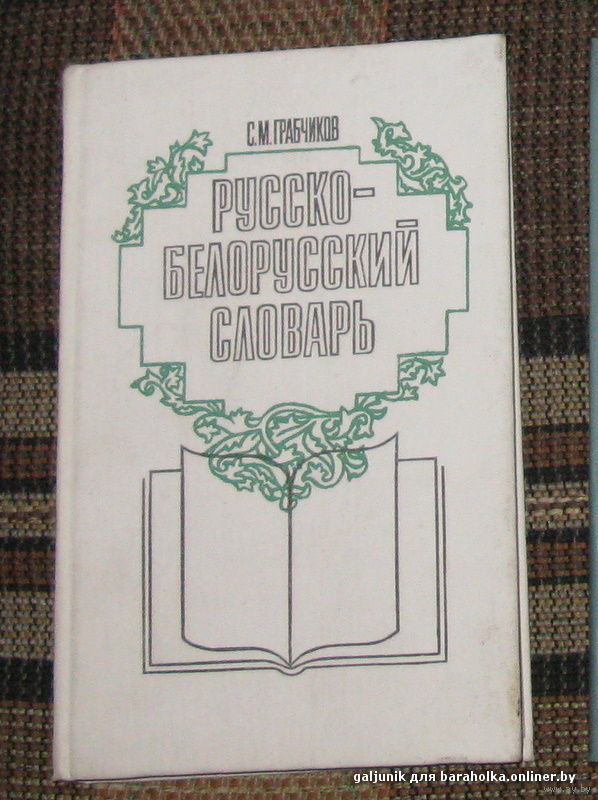 С.М.ГРАБЧИКОВ
РУССКО-
БЕЛОРУССКИЙ
СЛОВАРЬ
galjunik для baraholka.onliner.by